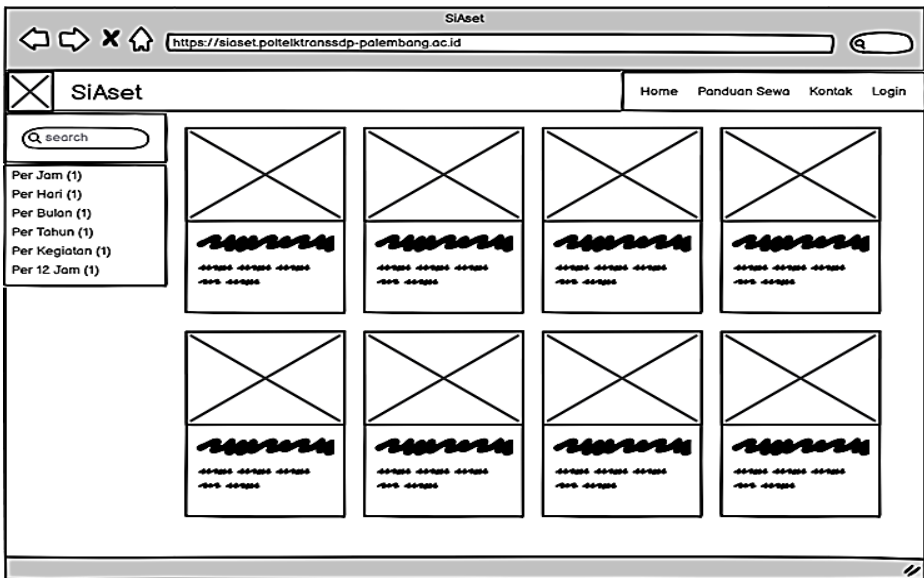 SiAset
https://siaset.poltelktranssdp-palembang.ac.id
SiAset
Home Panduan Sewa Kontak Login
search
Per Jam (1)
Per Hari (1)
Per Bulan (1)
Per Tahun (1)
Per Kegiatan (1)
Per 12 Jam (1)